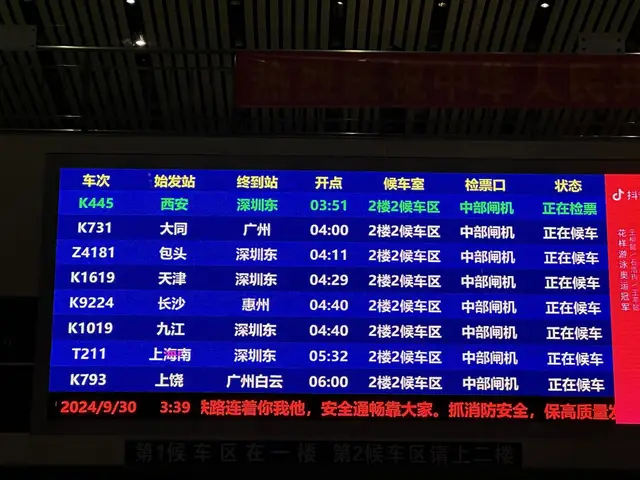 车次 始发站 终到站 开点 候车室 检票口 状态
K445 西安 深圳东 03:51 2楼2候车区 中部闸机 正在检票
K731 大同 广州 04:00 2楼2候车区 中部闸机 正在候车
Z4181 包头 深圳东 04:11 2楼2候车区 中部闸机 正在候车
K1619 天津 深圳东 04:29 2楼2候车区 中部闸机 正在候车
K9224 长沙 惠州 04:40 2楼2候车区 中部闸机 正在候车
K1019 九江 深圳东 04:40 2楼2候车区 中部闸机 正在候车
T211 上海南 深圳东 05:32 2楼2候车区 中部闸机 正在候车
K793 上饶 广州白云 06:00 2楼2候车区 中部闸机 正在候车
2024/9/30 3:39 铁路连着你我他，安全通畅靠大家。抓消防安全，保高质量发
抖
花样游泳奥运冠军
第1候车区在一楼 第2候车区请上二楼